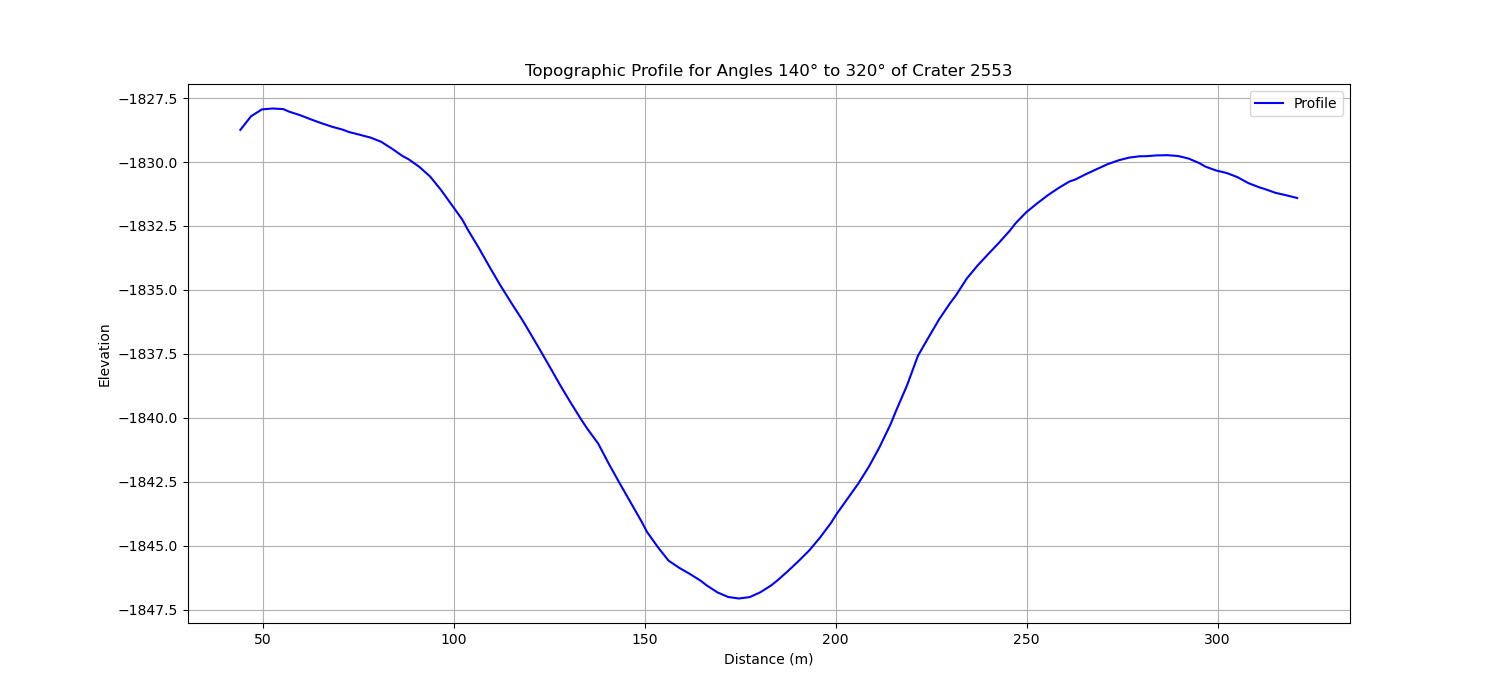 Topographic Profile for Angles 140° to 320° of Crater 2553
Profile
Elevation
−1827.5
−1830.0
−1832.5
−1835.0
−1837.5
−1840.0
−1842.5
−1845.0
−1847.5
50 100 150 200 250 300
Distance (m)